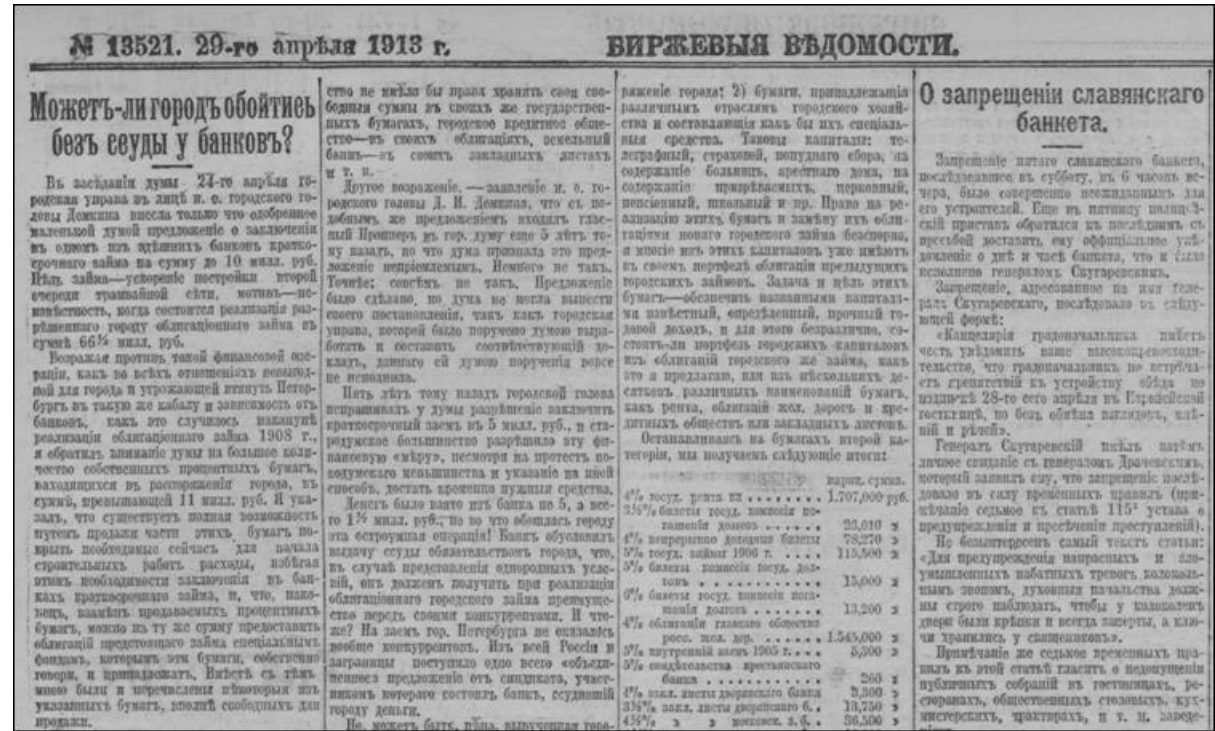 № 13521. 29-го апрѣля 1913 г.
БИРЖЕВЫЯ ВѢДОМОСТИ.
Можетъ-ли городъ обойтись
безъ ссуды у банковъ?
Въ засѣданіи думы 24-го апрѣля го-
родская управа въ лицѣ и. о. городского го-
ловы Демкина внесла только что одобренное
маленькой думой предложеніе о заключеніи
въ одномъ изъ здѣшнихъ банковъ кратко-
срочнаго займа на сумму до 10 милл. руб.
Цѣль займа—ускореніе постройки второй
очереди трамвайной сѣти, мотивъ—не-
извѣстность, когда состоится реализація раз-
рѣшеннаго городу облигаціоннаго займа въ
суммѣ 66½ милл. руб.
Возражая противъ такой финансовой опе-
раціи, какъ во всѣхъ отношеніяхъ невыгод-
ной для города и угрожающей втянуть Петер-
бургъ въ такую же кабалу и зависимость отъ
банковъ, какъ это случилось наканунѣ
реализаціи облигаціоннаго займа 1908 г.,
я обратилъ вниманіе думы на большое коли-
чество собственныхъ процентныхъ бумагъ,
находящихся въ распоряженіи города, въ
суммѣ, превышающей 11 милл. руб. Я ука-
залъ, что существуетъ полная возможность
путемъ продажи части этихъ бумагъ по-
крыть необходимые сейчасъ для начала
строительныхъ работъ расходы, избѣгая
этимъ необходимости заключенія въ бан-
кахъ краткосрочнаго займа, и, что, нако-
нецъ, взамѣнъ продаваемыхъ процентныхъ
бумагъ, можно на ту же сумму предоставить
облигацій предстоящаго займа спеціальнымъ
фондамъ, которымъ эти бумаги, собственно
говоря, и принадлежатъ. Вмѣстѣ съ тѣмъ
мною были и перечислены нѣкоторыя изъ
указанныхъ бумагъ, вполнѣ свободныхъ для
продажи.
ство не имѣло бы права хранить свои сво-
бодныя суммы въ своихъ же государствен-
ныхъ бумагахъ, городское кредитное обще-
ство—въ своихъ облигаціяхъ, земельный
банкъ—въ своихъ закладныхъ листахъ
и т. п.
Другое возраженіе.—заявленіе и. о. го-
родского головы Д. И. Демкина, что съ по-
добнымъ же предложеніемъ входилъ глас-
ный Проппер въ гор. думу еще 5 лѣтъ то-
му назадъ, но что дума признала это пред-
ложеніе непріемлемымъ. Немного не такъ.
Точнѣе: совсѣмъ не такъ. Предложеніе
было сдѣлано, но дума не могла вынести
своего постановленія, такъ какъ городская
управа, которой было поручено думою выра-
ботать и составить соотвѣтствующій до-
кладъ, даннаго ей думою порученія вовсе
не исполнила.
Пять лѣтъ тому назадъ городской голова
испрашивалъ у думы разрѣшеніе заключить
краткосрочный заемъ въ 5 милл. руб., и ста-
родумское большинство разрѣшило эту фи-
нансовую «мѣру», несмотря на протестъ но-
водумскаго меньшинства и указаніе на иной
способъ, достать временно нужныя средства.
Денегъ было взято изъ банка не 5, а все-
го 1½ милл. руб., но во что обошлась городу
эта остроумная операція! Банкъ обусловилъ
выдачу ссуды обязательствомъ города, что,
въ случаѣ представленія однородныхъ усло-
вій, онъ долженъ получить при реализаціи
облигаціоннаго городского займа преимуще-
ство передъ своими конкуррентами. И что-
же? На заемъ гор. Петербурга не оказалось
вообще конкуррентовъ. Изъ всей Россіи и
заграницы поступило одно всего «объеди-
ненное» предложеніе отъ синдиката, участ-
никомъ котораго состоялъ банкъ, ссудившій
городу деньги.
Но, можетъ быть, цѣна, вырученная горо-
ряженіе города; 2) бумаги, принадлежащія
различнымъ отраслямъ городского хозяй-
ства и составляющія какъ бы ихъ спеціаль-
ныя средства. Таковы капиталы: те-
леграфный, страховой, попуднаго сбора, на
содержаніе больницъ, арестнаго дома, на
содержаніе призрѣваемыхъ, церковный,
пенсіонный, школьный и пр. Право на ре-
ализацію этихъ бумагъ и замѣну ихъ обли-
гаціями новаго городского займа безспорно,
и многіе изъ этихъ капиталовъ уже имѣютъ
въ своемъ портфелѣ облигаціи предыдущихъ
городскихъ займовъ. Задача и цѣль этихъ
бумагъ—обезпечить названнымъ капитала-
мъ извѣстный, опредѣленный, прочный го-
довой доходъ, и для этого безразлично, со-
стоитъ-ли портфель городскихъ капиталовъ
изъ облигацій городского же займа, какъ
это я предлагаю, или изъ нѣсколькихъ де-
сятковъ различныхъ наименованій бумагъ,
какъ рента, облигацій жел. дорогъ и кре-
дитныхъ обществъ или закладныхъ листовъ.
Останавливаясь на бумагахъ второй ка-
тегоріи, мы получаемъ слѣдующіе итоги:
нариц. сумма.
4% госуд. рента на . . . . . . . . 1.707,000 руб.
3½% билеты госуд. комиссіи по-
гашенія долговъ . . . . . . 23,010 »
4% непрерывно доходные билеты 78,270 »
5% госуд. займы 1906 г. . . . . 115,500 »
5% билеты комиссіи госуд. дол-
говъ . . . . . . . . . . . 15,000 »
6% билеты госуд. комиссіи пога-
шенія долговъ . . . . . . . 13,200 »
4% облигаціи главнаго общества
росс. жел. дор. . . . . . . 1.545,000 »
5% внутренній заемъ 1905 г. . . . 5,300 »
5% свидѣтельства крестьянскаго
банка . . . . . . . . . . . 265 »
4% закл. листы дворянскаго банка 3,300 »
3½% закл. листы дворянскаго б. . 13,750 »
4½% » » московск. з. б. . 36,500 »
О запрещеніи славянскаго
банкета.
Запрещеніе пятаго славянскаго банкета,
послѣдовавшее въ субботу, въ 6 часовъ ве-
чера, было совершенно неожиданнымъ для
его устроителей. Еще въ пятницу полицей-
скій приставъ обратился къ послѣднимъ съ
просьбой доставить ему оффиціальное увѣ-
домленіе о днѣ и часѣ банкета, что и было
исполнено генераломъ Скугаревскимъ.
Запрещеніе, адресованное на имя гене-
рала Скугаревскаго, послѣдовало въ слѣду-
ющей формѣ:
«Канцелярія градоначальника имѣетъ
честь увѣдомить ваше высокопревосходи-
тельство, что градоначальникъ не встрѣча-
етъ препятствій къ устройству обѣда по
подпискѣ 28-го сего апрѣля въ Европейской
гостиницѣ, но безъ обмѣна взглядовъ, мнѣ-
ній и рѣчей».
Генералъ Скугаревскій имѣлъ затѣмъ
личное свиданіе съ генераломъ Драчевскимъ,
который заявилъ ему, что запрещеніе послѣ-
довало въ силу временныхъ правилъ (при-
мѣчаніе седьмое къ статьѣ 115¹ устава о
предупрежденіи и пресѣченіи преступленій).
Не безынтересенъ самый текстъ статьи:
«Для предупрежденія напрасныхъ и зло-
умышленныхъ набатныхъ тревогъ колоколь-
нымъ звономъ, духовныя начальства долж-
ны строго наблюдать, чтобы у колоколенъ
двери были крѣпки и всегда заперты, а клю-
чи хранились у священниковъ».
Примѣчаніе же седьмое временныхъ пра-
вилъ къ этой статьѣ гласитъ о недопущеніи
публичныхъ собраній въ гостиницахъ, ре-
сторанахъ, общественныхъ столовыхъ, кух-
мистерскихъ, трактирахъ, и т. п. заведе-